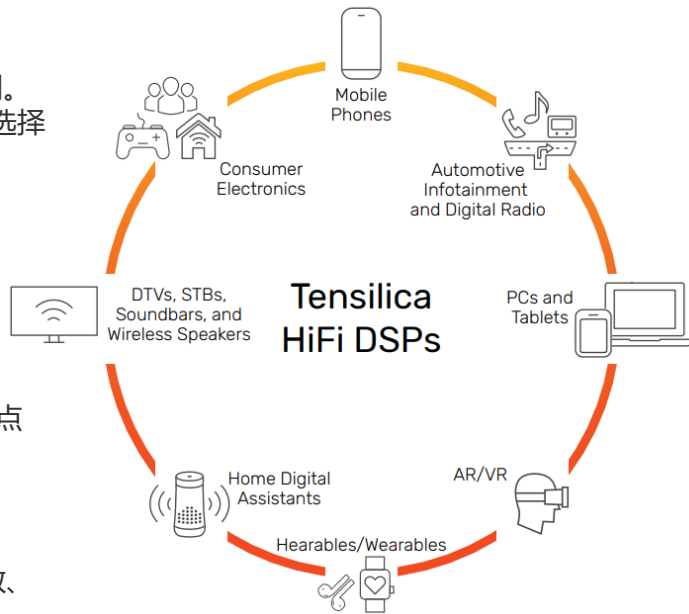 选择
Mobile
Phones
Consumer
Electronics
Automotive
Infotainment
and Digital Radio
DTVs, STBs,
Soundbars, and
Wireless Speakers
Tensilica
HiFi DSPs
PCs and
Tablets
点
Home Digital
Assistants
AR/VR
Hearables/Wearables